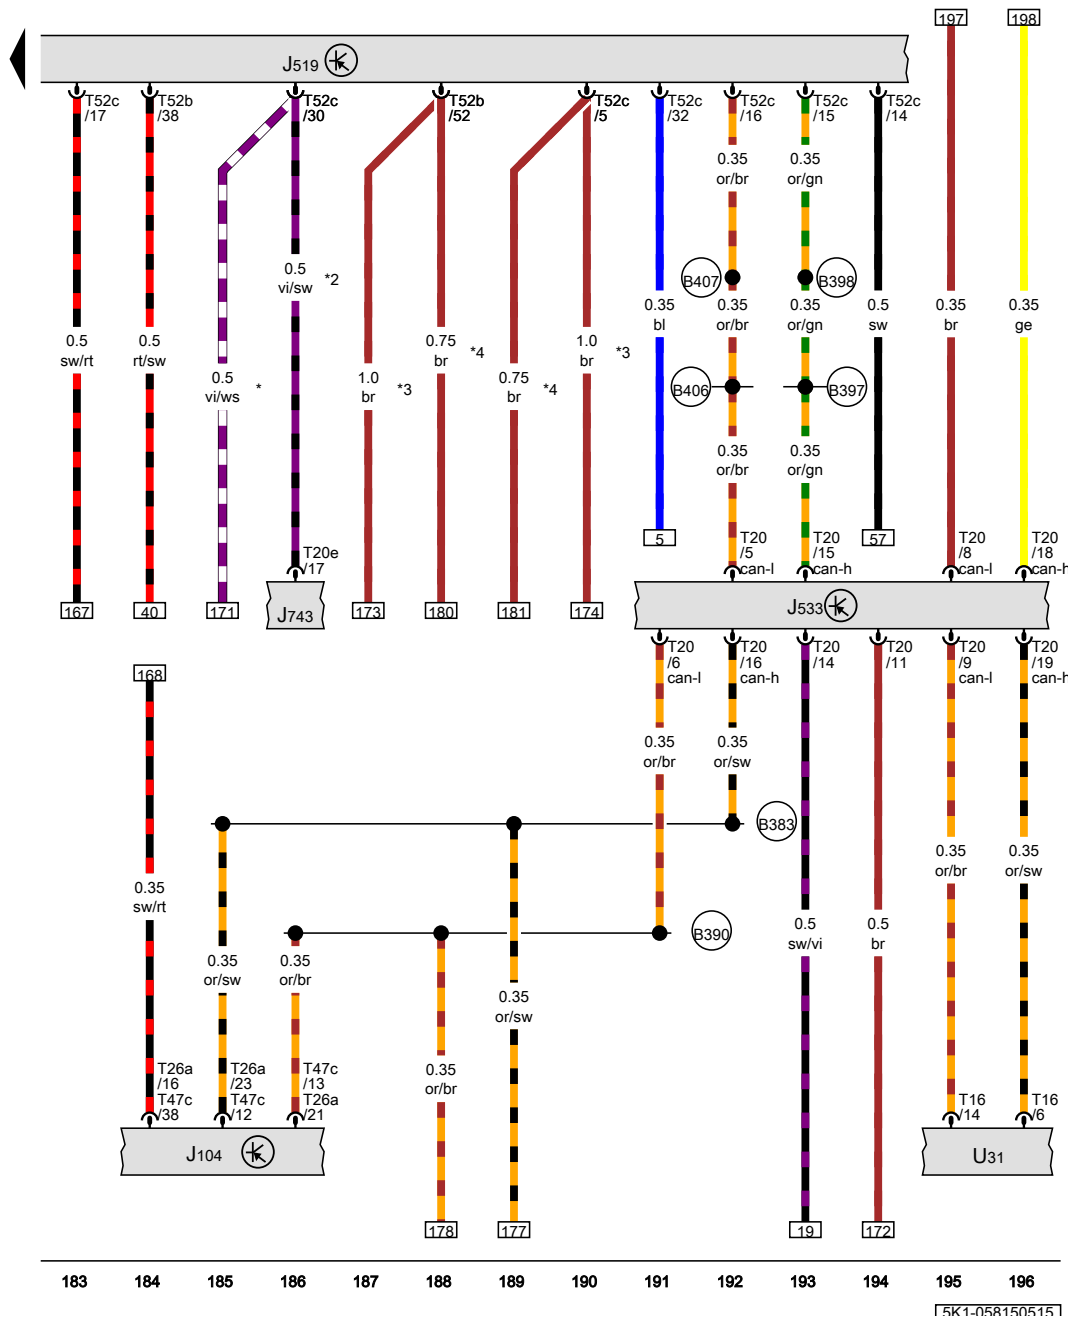 197 198
J519
T52c /17
T52b /38
T52c /30
T52b /52
T52c /5
T52c /32
T52c /16
T52c /15
T52c /14
0.35 or/br
0.35 or/gn
B407
B398
0.5 vi/sw *2
0.5 sw/rt
0.5 rt/sw
0.5 vi/ws *
1.0 br *3
0.75 br *4
0.75 br *4
1.0 br *3
0.35 bl
0.35 or/br
0.35 or/gn
0.5 sw
0.35 br
0.35 ge
B406
B397
0.35 or/br
0.35 or/gn
5
57
T20e /17
T20 /5 can-l
T20 /15 can-h
T20 /8 can-l
T20 /18 can-h
167
40
171
J743
173
180
181
174
J533
T20 /6 can-l
T20 /16 can-h
T20 /14
T20 /11
T20 /9 can-l
T20 /19 can-h
168
0.35 or/br
0.35 or/sw
B383
0.35 sw/rt
0.35 or/br
0.35 or/sw
B390
0.5 sw/vi
0.5 br
0.35 or/sw
0.35 or/br
0.35 or/sw
0.35 or/br
T26a /16 T47c /38
T26a /23 T47c /12
T47c /13 T26a /21
T16 /14
T16 /6
J104
U31
178
177
19
172
183 184 185 186 187 188 189 190 191 192 193 194 195 196
5K1-058150515